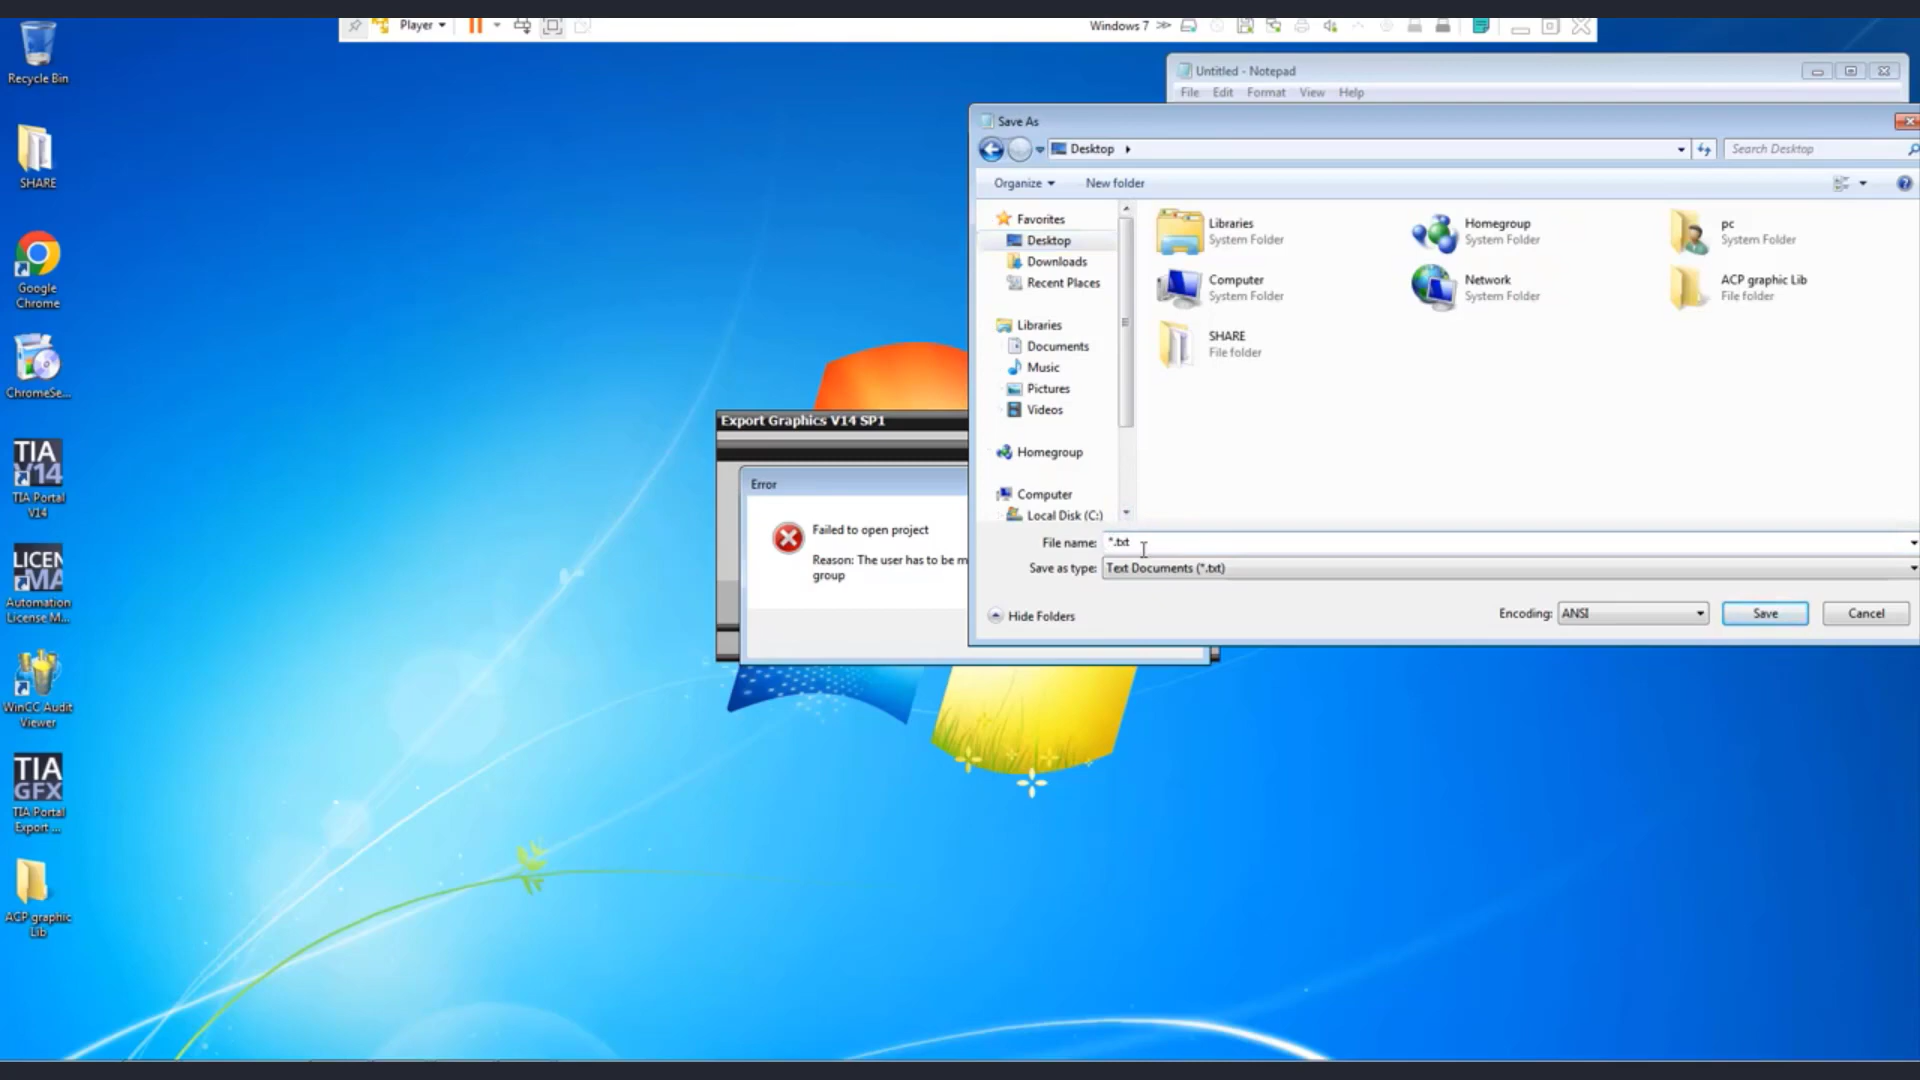 Player
Windows 7
Recycle Bin
SHARE
Google
Chrome
ChromeSe...
TIA
V14
TIA Portal
V14
LICEN
MA
Automation
License M...
WinCC Audit
Viewer
TIA
GFX
TIA Portal
Export ...
ACP graphic
Lib
Untitled - Notepad
File Edit Format View Help
Save As
Desktop
Search Desktop
Organize
New folder
Favorites
Desktop
Downloads
Recent Places
Libraries
Documents
Music
Pictures
Videos
Homegroup
Computer
Local Disk (C:)
Libraries
System Folder
Homegroup
System Folder
pc
System Folder
Computer
System Folder
Network
System Folder
ACP graphic Lib
File folder
SHARE
File folder
File name: *.txt
Save as type: Text Documents (*.txt)
Hide Folders
Encoding: ANSI
Save
Cancel
Export Graphics V14 SP1
Error
Failed to open project
Reason: The user has to be m
group